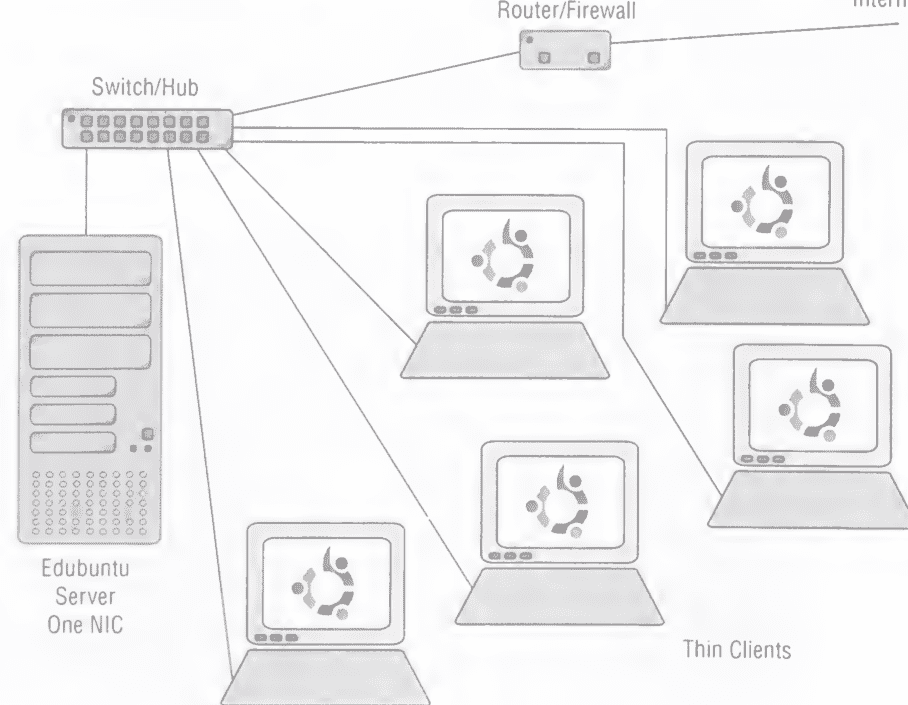 Router/Firewall
Switch/Hub
Edubuntu
Server
One NIC
Thin Clients